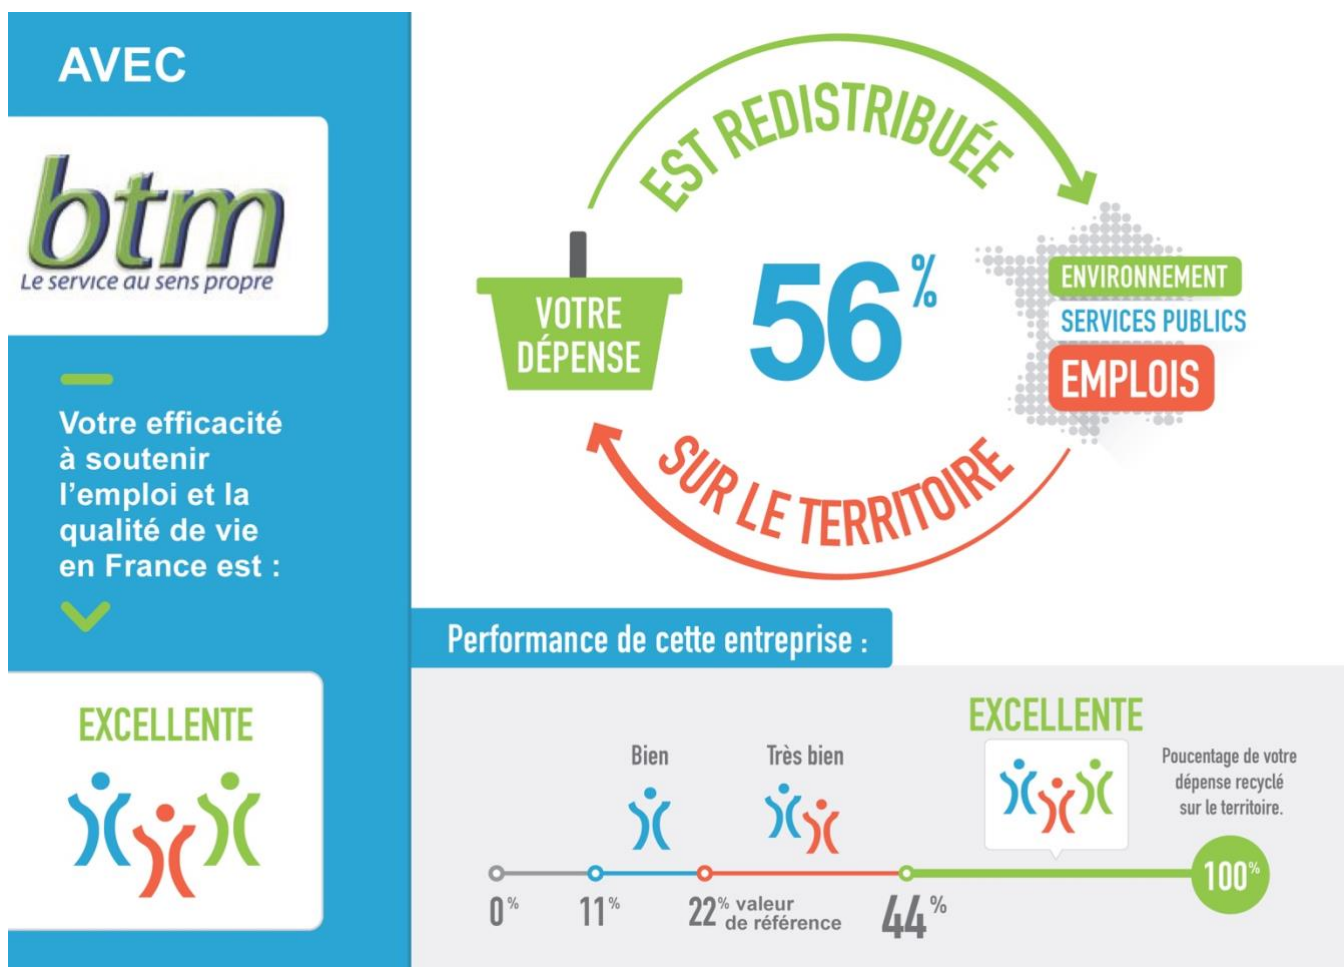 AVEC
btm
Le service au sens propre
Votre efficacité
à soutenir
l’emploi et la
qualité de vie
en France est :
EXCELLENTE
EST REDISTRIBUÉE
VOTRE
DÉPENSE
56%
ENVIRONNEMENT
SERVICES PUBLICS
EMPLOIS
SUR LE TERRITOIRE
Performance de cette entreprise :
Bien
Très bien
EXCELLENTE
Poucentage de votre
dépense recyclé
sur le territoire.
0%
11%
22% valeur
de référence
44%
100%